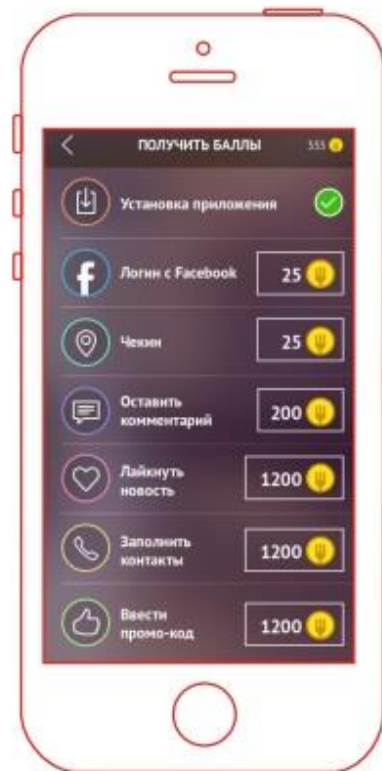 ПОЛУЧИТЬ БАЛЛЫ 333
Установка приложения
Логин с Facebook 25
Чекин 25
Оставить
комментарий
200
Лайкнуть
новость
1200
Заполнить
контакты
1200
Ввести
промо-код
1200